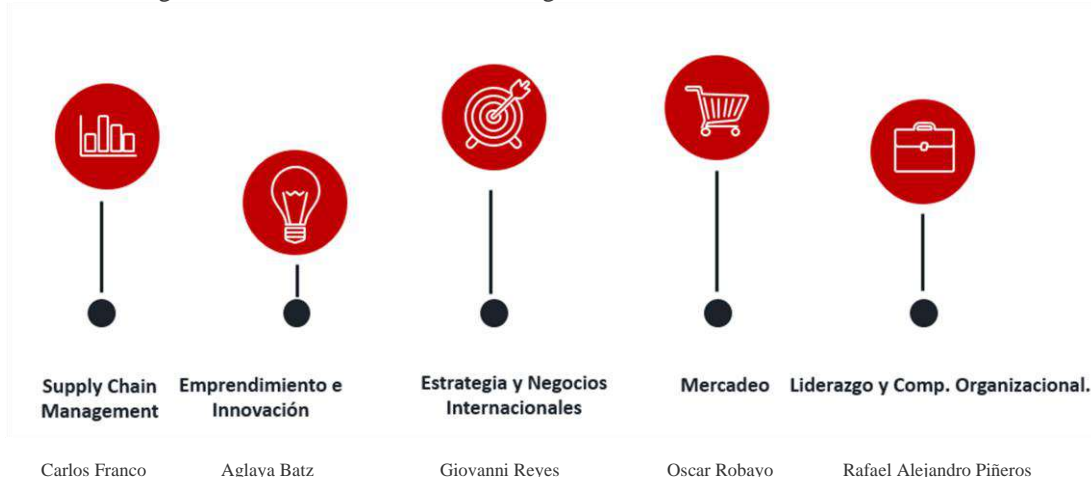 Supply Chain
Management
Emprendimiento e
Innovación
Estrategia y Negocios
Internacionales
Mercadeo
Liderazgo y Comp. Organizacional.
Carlos Franco
Aglaya Batz
Giovanni Reyes
Oscar Robayo
Rafael Alejandro Piñeros